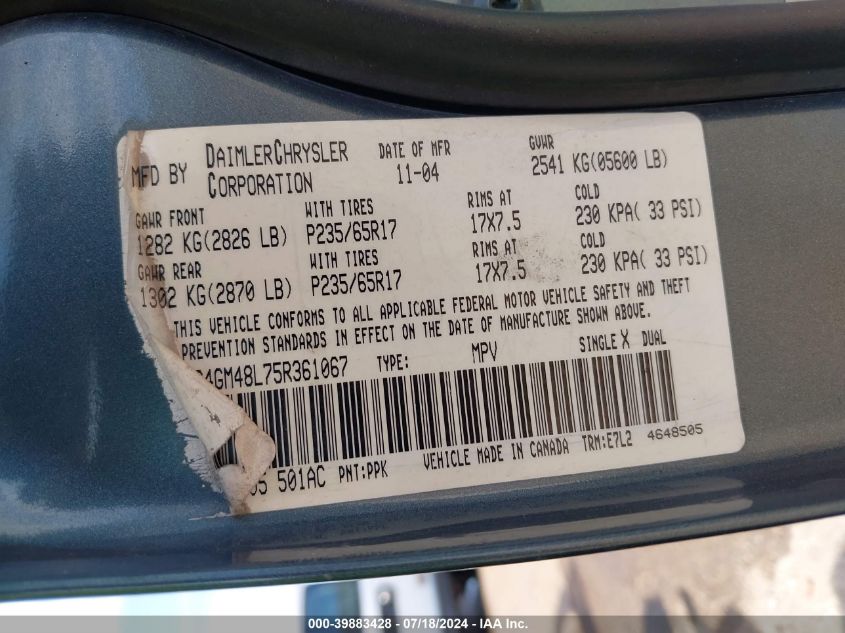 MFD BY DAIMLERCHRYSLER CORPORATION DATE OF MFR 11-04 GVWR 2541 KG(05600 LB)
GAWR FRONT WITH TIRES RIMS AT COLD
1282 KG(2826 LB) P235/65R17 17X7.5 230 KPA( 33 PSI)
GAWR REAR WITH TIRES RIMS AT COLD
1302 KG(2870 LB) P235/65R17 17X7.5 230 KPA( 33 PSI)
THIS VEHICLE CONFORMS TO ALL APPLICABLE FEDERAL MOTOR VEHICLE SAFETY AND THEFT
PREVENTION STANDARDS IN EFFECT ON THE DATE OF MANUFACTURE SHOWN ABOVE.
4GM48L75R361067 TYPE: MPV SINGLE X DUAL
05 501AC PNT:PPK VEHICLE MADE IN CANADA TRM:E7L2 4648505
000-39883428 - 07/18/2024 - IAA Inc.